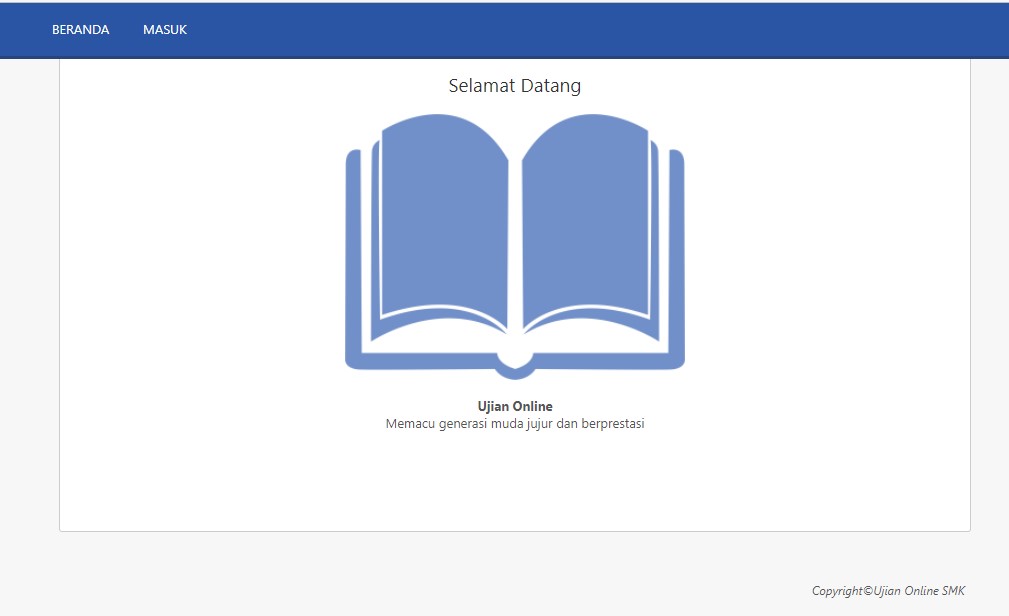 BERANDA MASUK
Selamat Datang
Ujian Online
Memacu generasi muda jujur dan berprestasi
Copyright©Ujian Online SMK